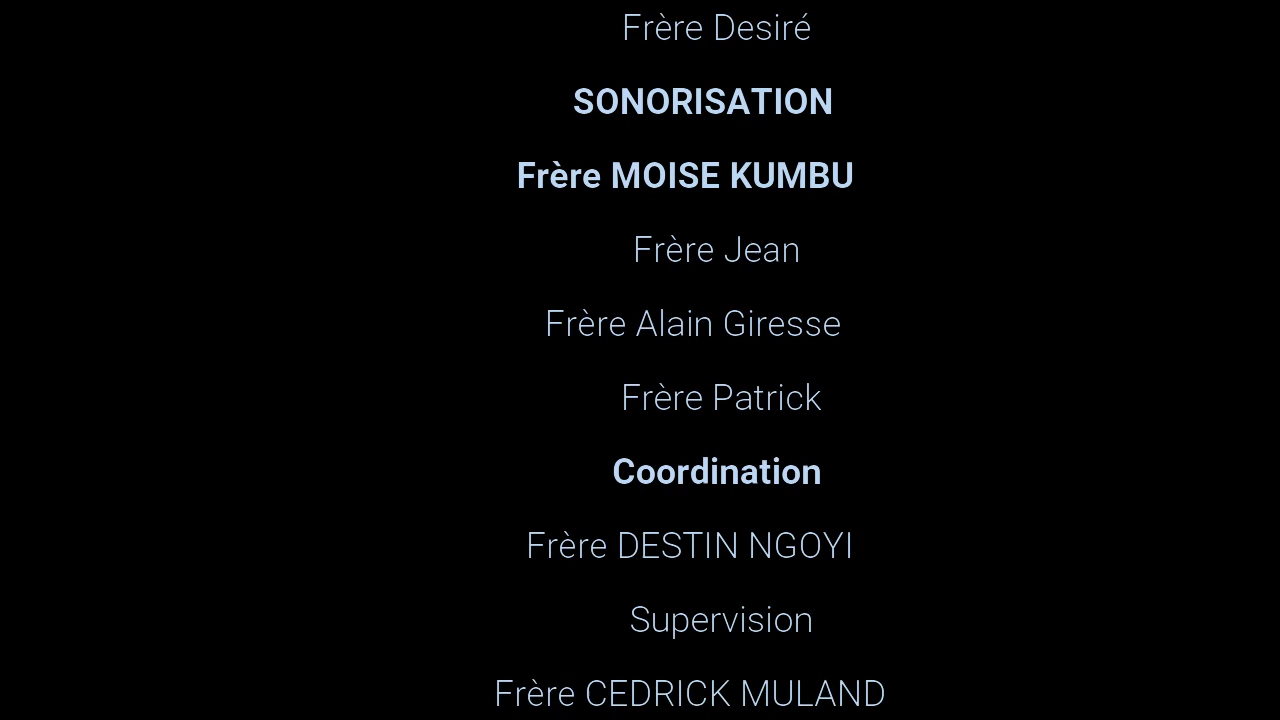 Frère Desiré
SONORISATION
Frère MOISE KUMBU
Frère Jean
Frère Alain Giresse
Frère Patrick
Coordination
Frère DESTIN NGOYI
Supervision
Frère CEDRICK MULAND